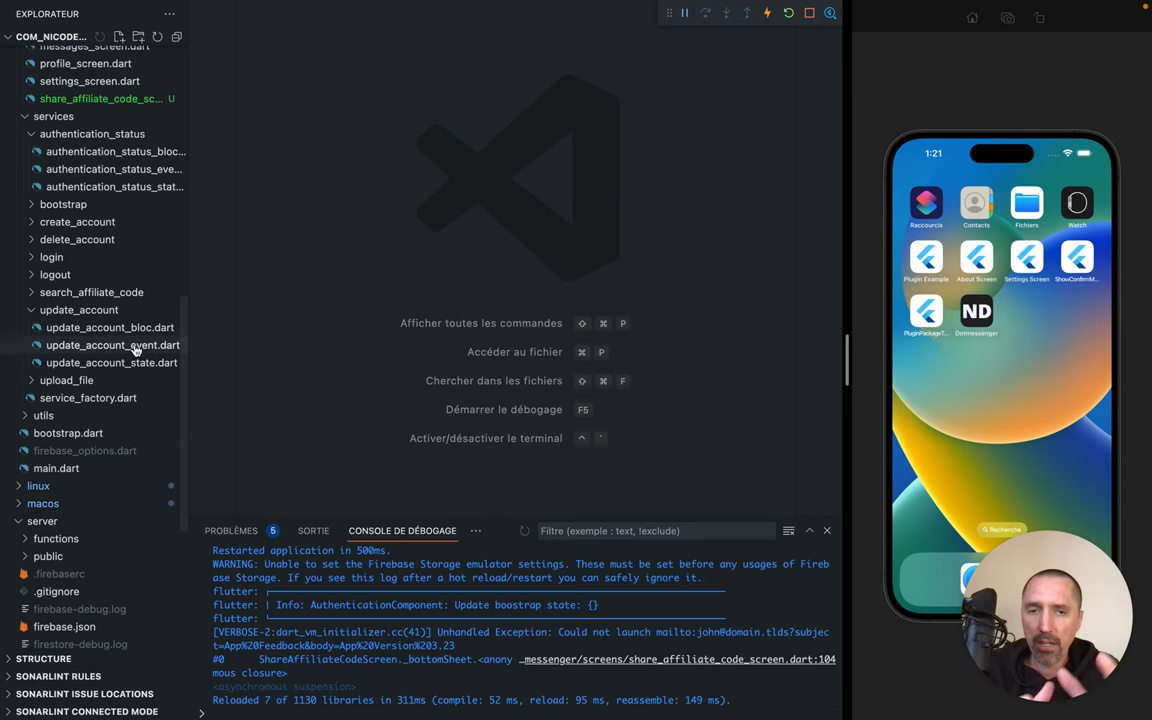 EXPLORATEUR
COM_NICODE...
messages_screen.dart
profile_screen.dart
settings_screen.dart
share_affiliate_code_sc... U
services
authentication_status
authentication_status_bloc...
authentication_status_eve...
authentication_status_stat...
bootstrap
create_account
delete_account
login
logout
search_affiliate_code
update_account
update_account_bloc.dart
update_account_event.dart
update_account_state.dart
upload_file
service_factory.dart
utils
bootstrap.dart
firebase_options.dart
main.dart
linux
macos
server
functions
public
.firebaserc
.gitignore
firebase-debug.log
firebase.json
firestore-debug.log
STRUCTURE
SONARLINT RULES
SONARLINT ISSUE LOCATIONS
SONARLINT CONNECTED MODE
Afficher toutes les commandes ⇧ ⌘ P
Accéder au fichier ⌘ P
Chercher dans les fichiers ⇧ ⌘ F
Démarrer le débogage F5
Activer/désactiver le terminal ⌃ `
PROBLÈMES 5 SORTIE CONSOLE DE DÉBOGAGE ... Filtre (exemple : text, !exclude)
Restarted application in 500ms.
WARNING: Unable to set the Firebase Storage emulator settings. These must be set before any usages of Fireb
ase Storage. If you see this log after a hot reload/restart you can safely ignore it.
flutter:
flutter: | Info: AuthenticationComponent: Update boostrap state: {}
flutter:
[VERBOSE-2:dart_vm_initializer.cc(41)] Unhandled Exception: Could not launch mailto:john@domain.tlds?subjec
t=App%20Feedback&body=App%20Version%203.23
#0 ShareAffiliateCodeScreen._bottomSheet.<anony …messenger/screens/share_affiliate_code_screen.dart:104
mous closure>
<asynchronous suspension>
Reloaded 7 of 1130 libraries in 311ms (compile: 52 ms, reload: 95 ms, reassemble: 149 ms).
1:21
Raccourcis Contacts Fichiers Watch
Plugin Example About Screen Settings Screen ShowConfirmM...
ND
PluginPackageT... Dotmessenger
Recherche